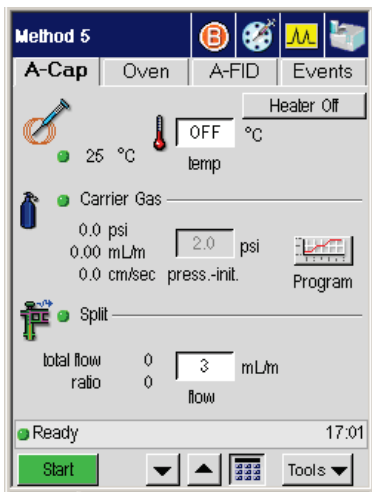 Method 5
B
A-Cap Oven A-FID Events
Heater Off
25 °C OFF °C
temp
Carrier Gas
0.0 psi
0.00 mL/m 2.0 psi
0.0 cm/sec press.-init. Program
Split
total flow 0 3 mL/m
ratio 0
flow
Ready 17:01
Start Tools